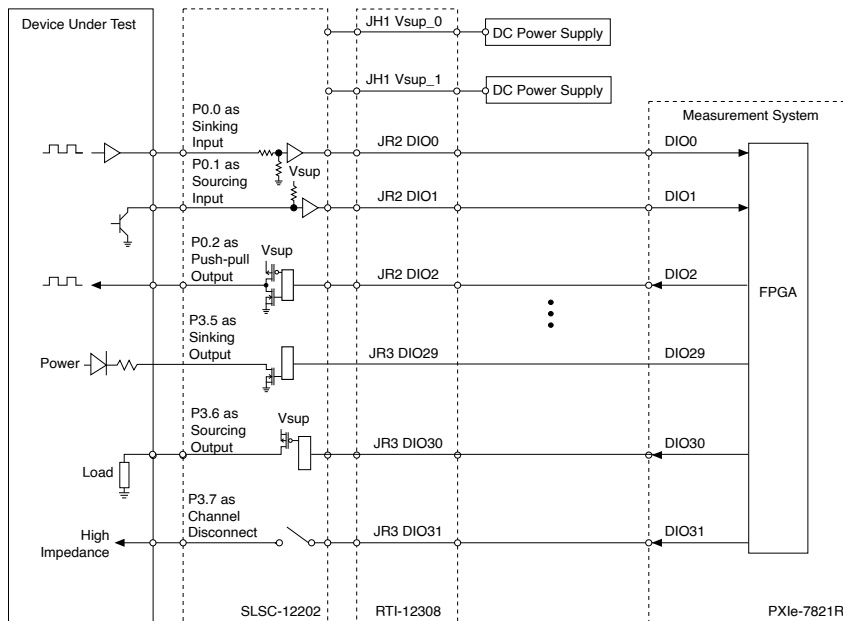 Device Under Test
JH1 Vsup_0
DC Power Supply
JH1 Vsup_1
DC Power Supply
Measurement System
P0.0 as
Sinking
Input
JR2 DIO0
DIO0
P0.1 as
Sourcing
Input
Vsup
JR2 DIO1
DIO1
P0.2 as
Push-pull
Output
Vsup
JR2 DIO2
DIO2
FPGA
P3.5 as
Sinking
Output
Power
JR3 DIO29
DIO29
P3.6 as
Sourcing
Output
Vsup
JR3 DIO30
DIO30
Load
P3.7 as
Channel
Disconnect
High
Impedance
JR3 DIO31
DIO31
SLSC-12202
RTI-12308
PXIe-7821R